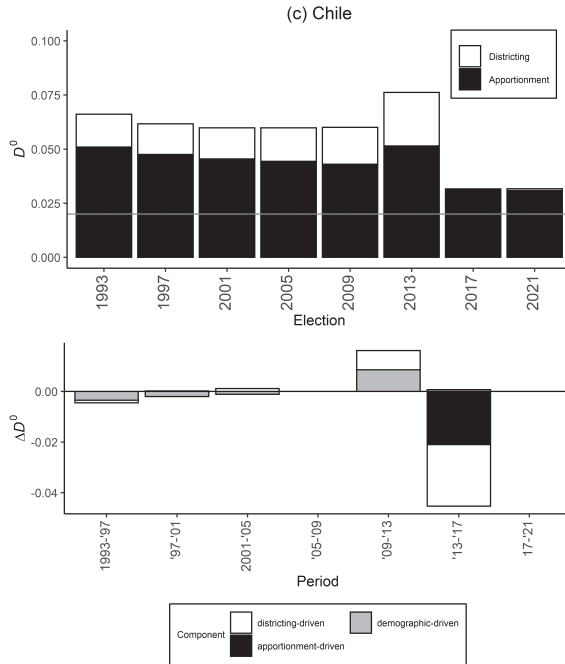 (c) Chile
0.100
0.075
0.050
0.025
0.000
D⁰
Districting
Apportionment
1993
1997
2001
2005
2009
2013
2017
2021
Election
0.00
-0.02
-0.04
ΔD⁰
1993-'97
'97-'01
2001-'05
'05-'09
'09-'13
'13-'17
17-'21
Period
Component
districting-driven
demographic-driven
apportionment-driven